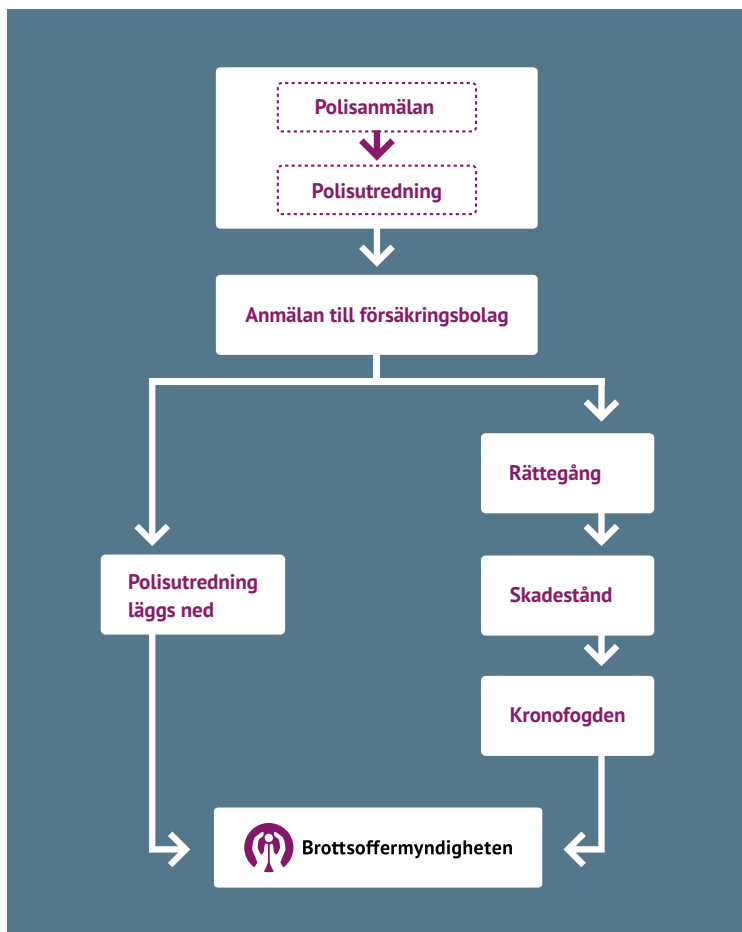 Polisanmälan
Polisutredning
Anmälan till försäkringsbolag
Rättegång
Polisutredning
läggs ned
Skadestånd
Kronofogden
Brottsoffermyndigheten